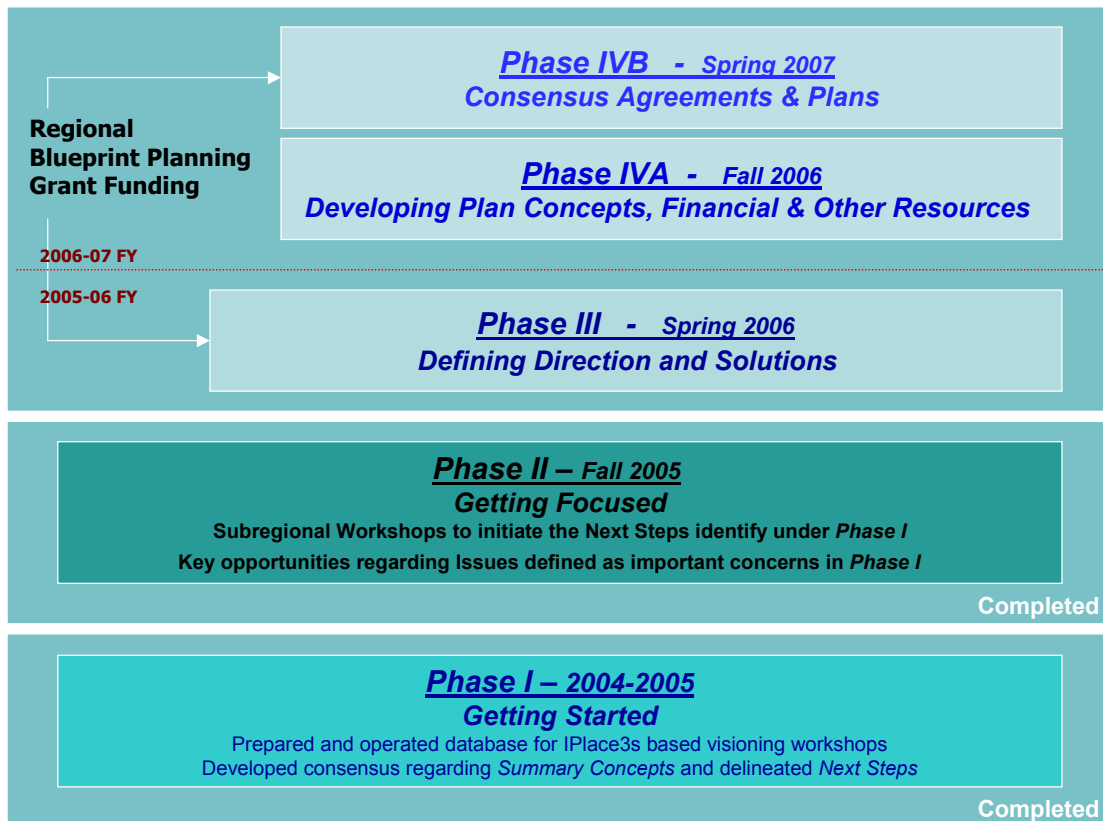 Phase IVB - Spring 2007
Consensus Agreements & Plans
Regional
Blueprint Planning
Grant Funding
Phase IVA - Fall 2006
Developing Plan Concepts, Financial & Other Resources
2006-07 FY
2005-06 FY
Phase III - Spring 2006
Defining Direction and Solutions
Phase II – Fall 2005
Getting Focused
Subregional Workshops to initiate the Next Steps identify under Phase I
Key opportunities regarding Issues defined as important concerns in Phase I
Completed
Phase I – 2004-2005
Getting Started
Prepared and operated database for IPlace3s based visioning workshops
Developed consensus regarding Summary Concepts and delineated Next Steps
Completed